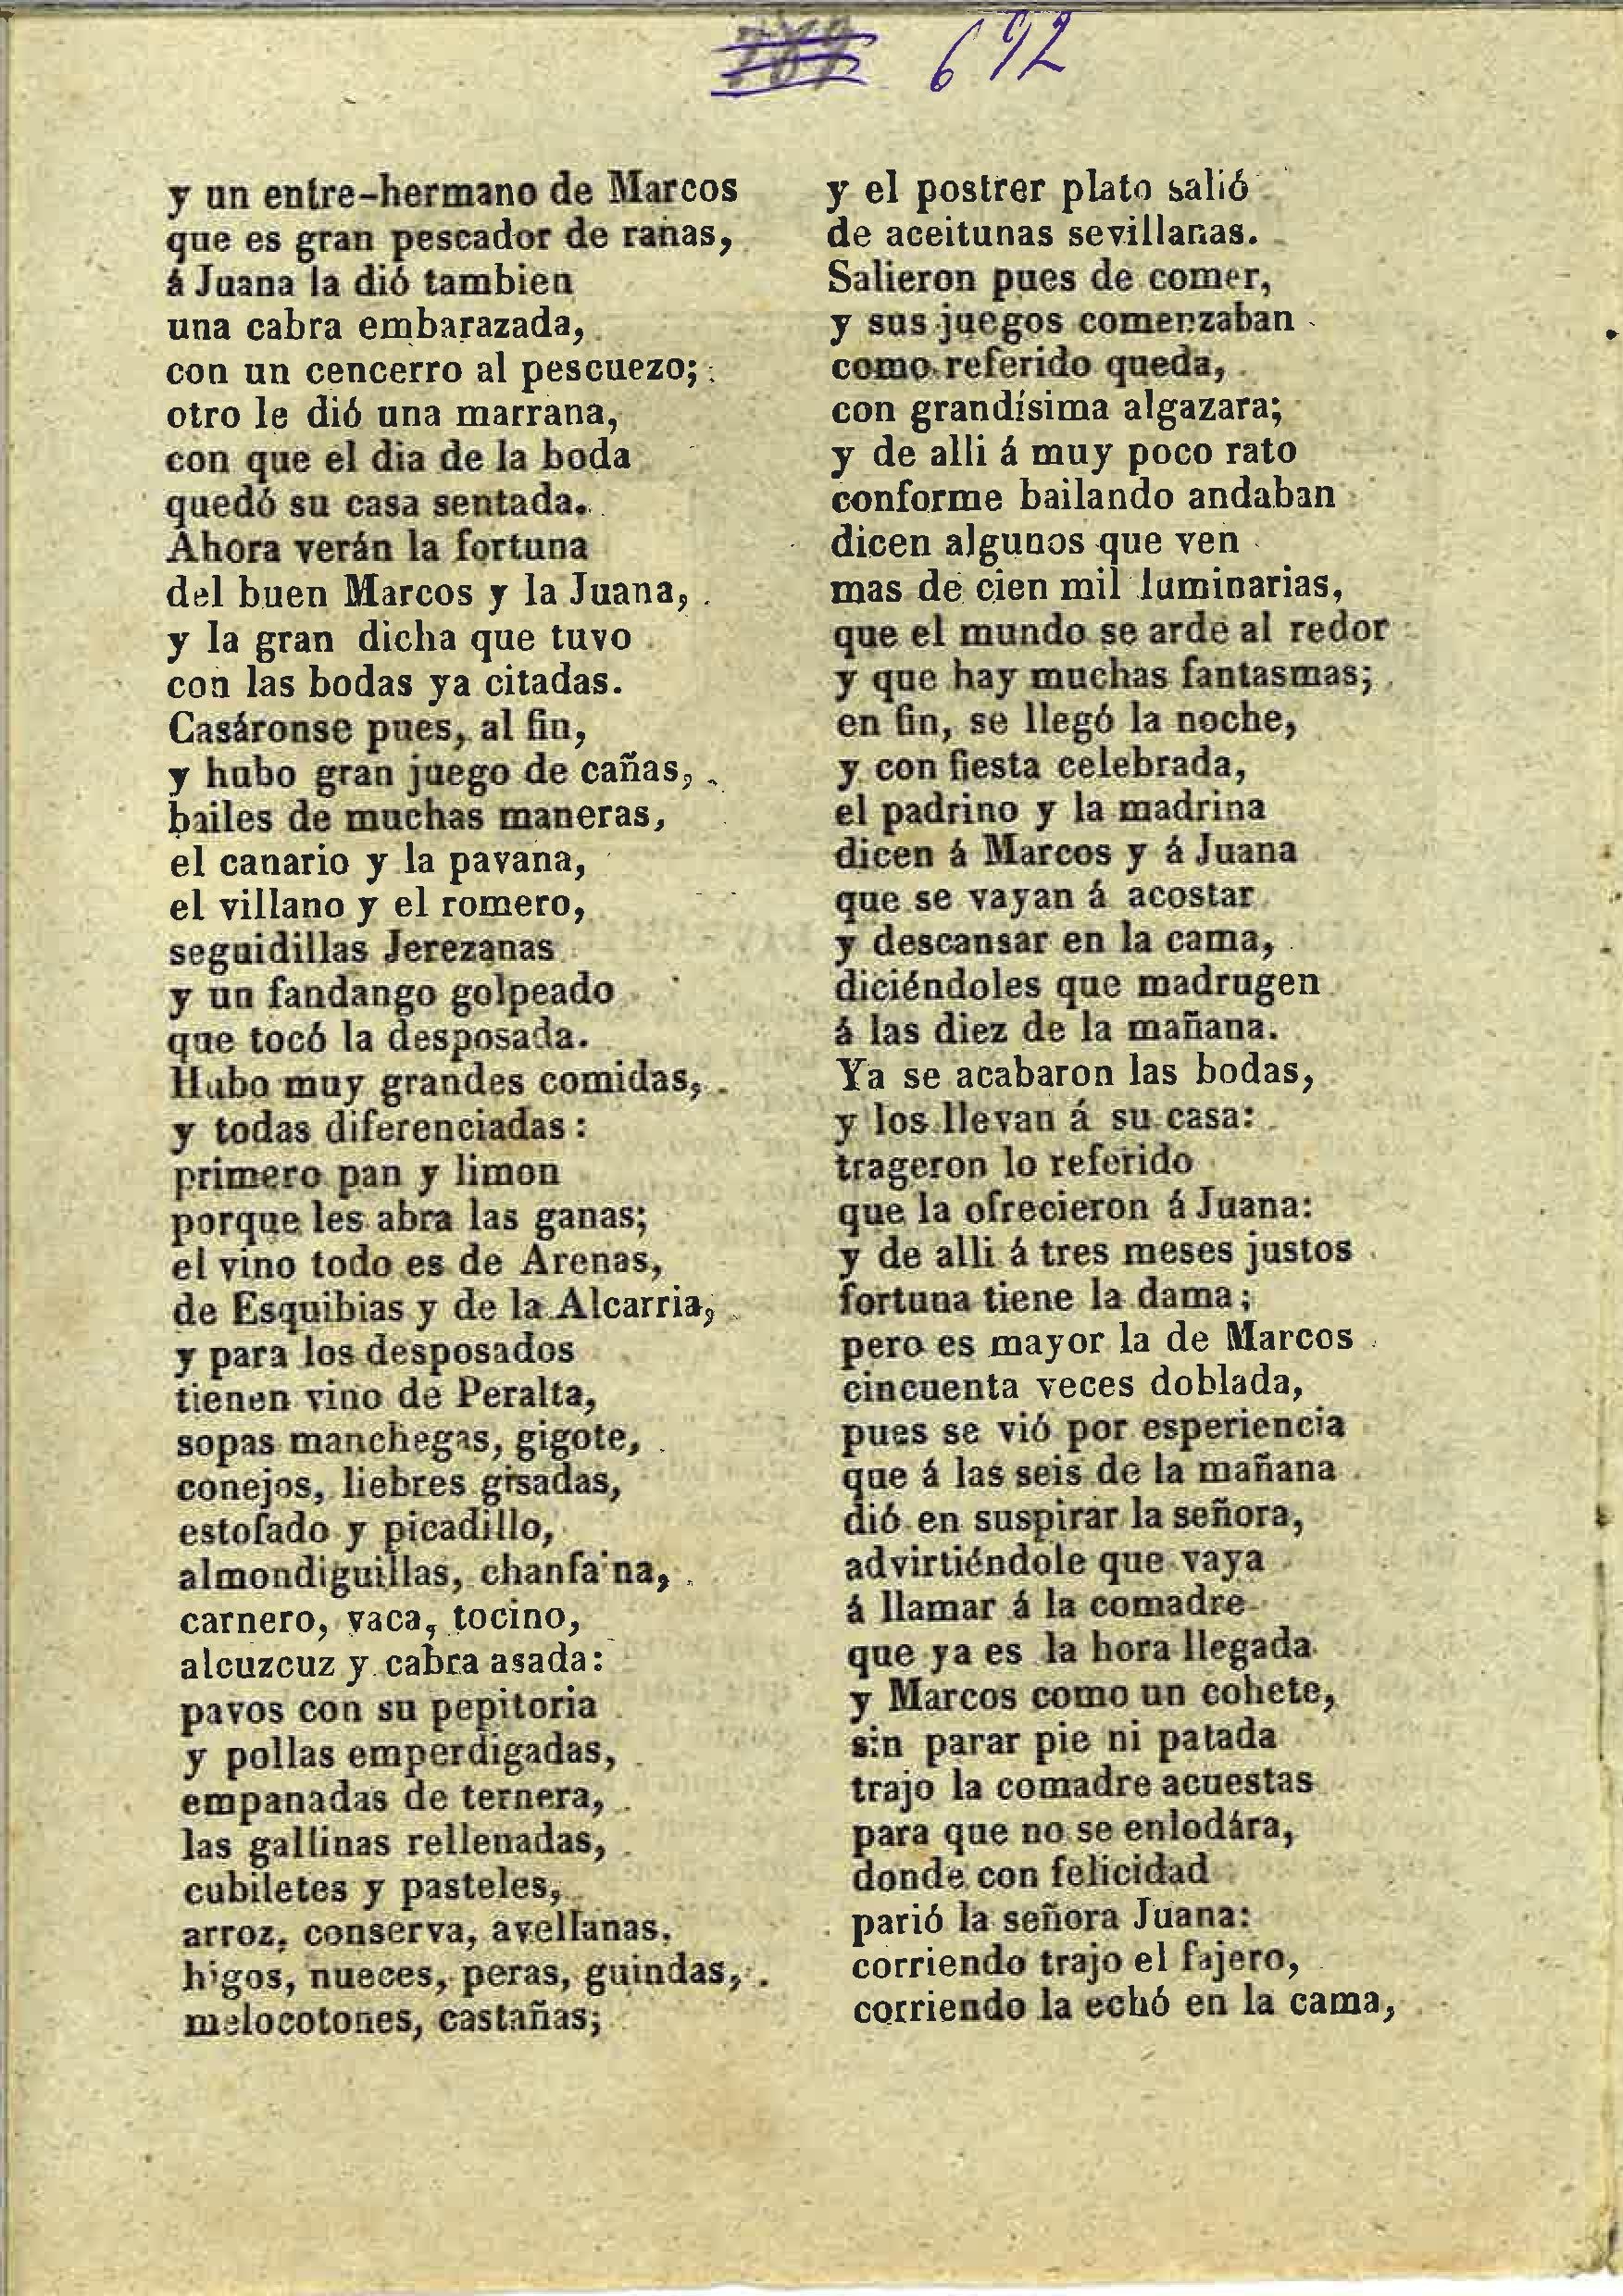 692
y un entre-hermano de Marcos
que es gran pescador de ranas,
á Juana la dió tambien
una cabra embarazada,
con un cencerro al pescuezo;
otro le dió una marrana,
con que el dia de la boda
quedó su casa sentada.
Ahora verán la fortuna
del buen Marcos y la Juana,
y la gran dicha que tuvo
con las bodas ya citadas.
Casáronse pues, al fin,
y hubo gran juego de cañas,
bailes de muchas maneras,
el canario y la pavana,
el villano y el romero,
seguidillas Jerezanas
y un fandango golpeado
que tocó la desposada.
Hubo muy grandes comidas,
y todas diferenciadas:
primero pan y limon
porque les abra las ganas;
el vino todo es de Arenas,
de Esquibias y de la Alcarria,
y para los desposados
tienen vino de Peralta,
sopas manchegas, gigote,
conejos, liebres gisadas,
estofado y picadillo,
almondiguillas, chanfaina,
carnero, vaca, tocino,
alcuzcuz y cabra asada:
pavos con su pepitoria
y pollas emperdigadas,
empanadas de ternera,
las gallinas rellenadas,
cubiletes y pasteles,
arroz, conserva, avellanas,
higos, nueces, peras, guindas,
melocotones, castañas;
y el postrer plato salió
de aceitunas sevillanas.
Salieron pues de comer,
y sus juegos comenzaban
como referido queda,
con grandísima algazara;
y de alli á muy poco rato
conforme bailando andaban
dicen algunos que ven
mas de cien mil luminarias,
que el mundo se arde al redor
y que hay muchas fantasmas;
en fin, se llegó la noche,
y con fiesta celebrada,
el padrino y la madrina
dicen á Marcos y á Juana
que se vayan á acostar
y descansar en la cama,
diciéndoles que madrugen
á las diez de la mañana.
Ya se acabaron las bodas,
y los llevan á su casa:
trageron lo referido
que la ofrecieron á Juana:
y de alli á tres meses justos
fortuna tiene la dama;
pero es mayor la de Marcos
cincuenta veces doblada,
pues se vió por esperiencia
que á las seis de la mañana
dió en suspirar la señora,
advirtiéndole que vaya
á llamar á la comadre
que ya es la hora llegada
y Marcos como un cohete,
sin parar pie ni patada
trajo la comadre acuestas
para que no se enlodára,
donde con felicidad
parió la señora Juana:
corriendo trajo el fajero,
corriendo la echó en la cama,